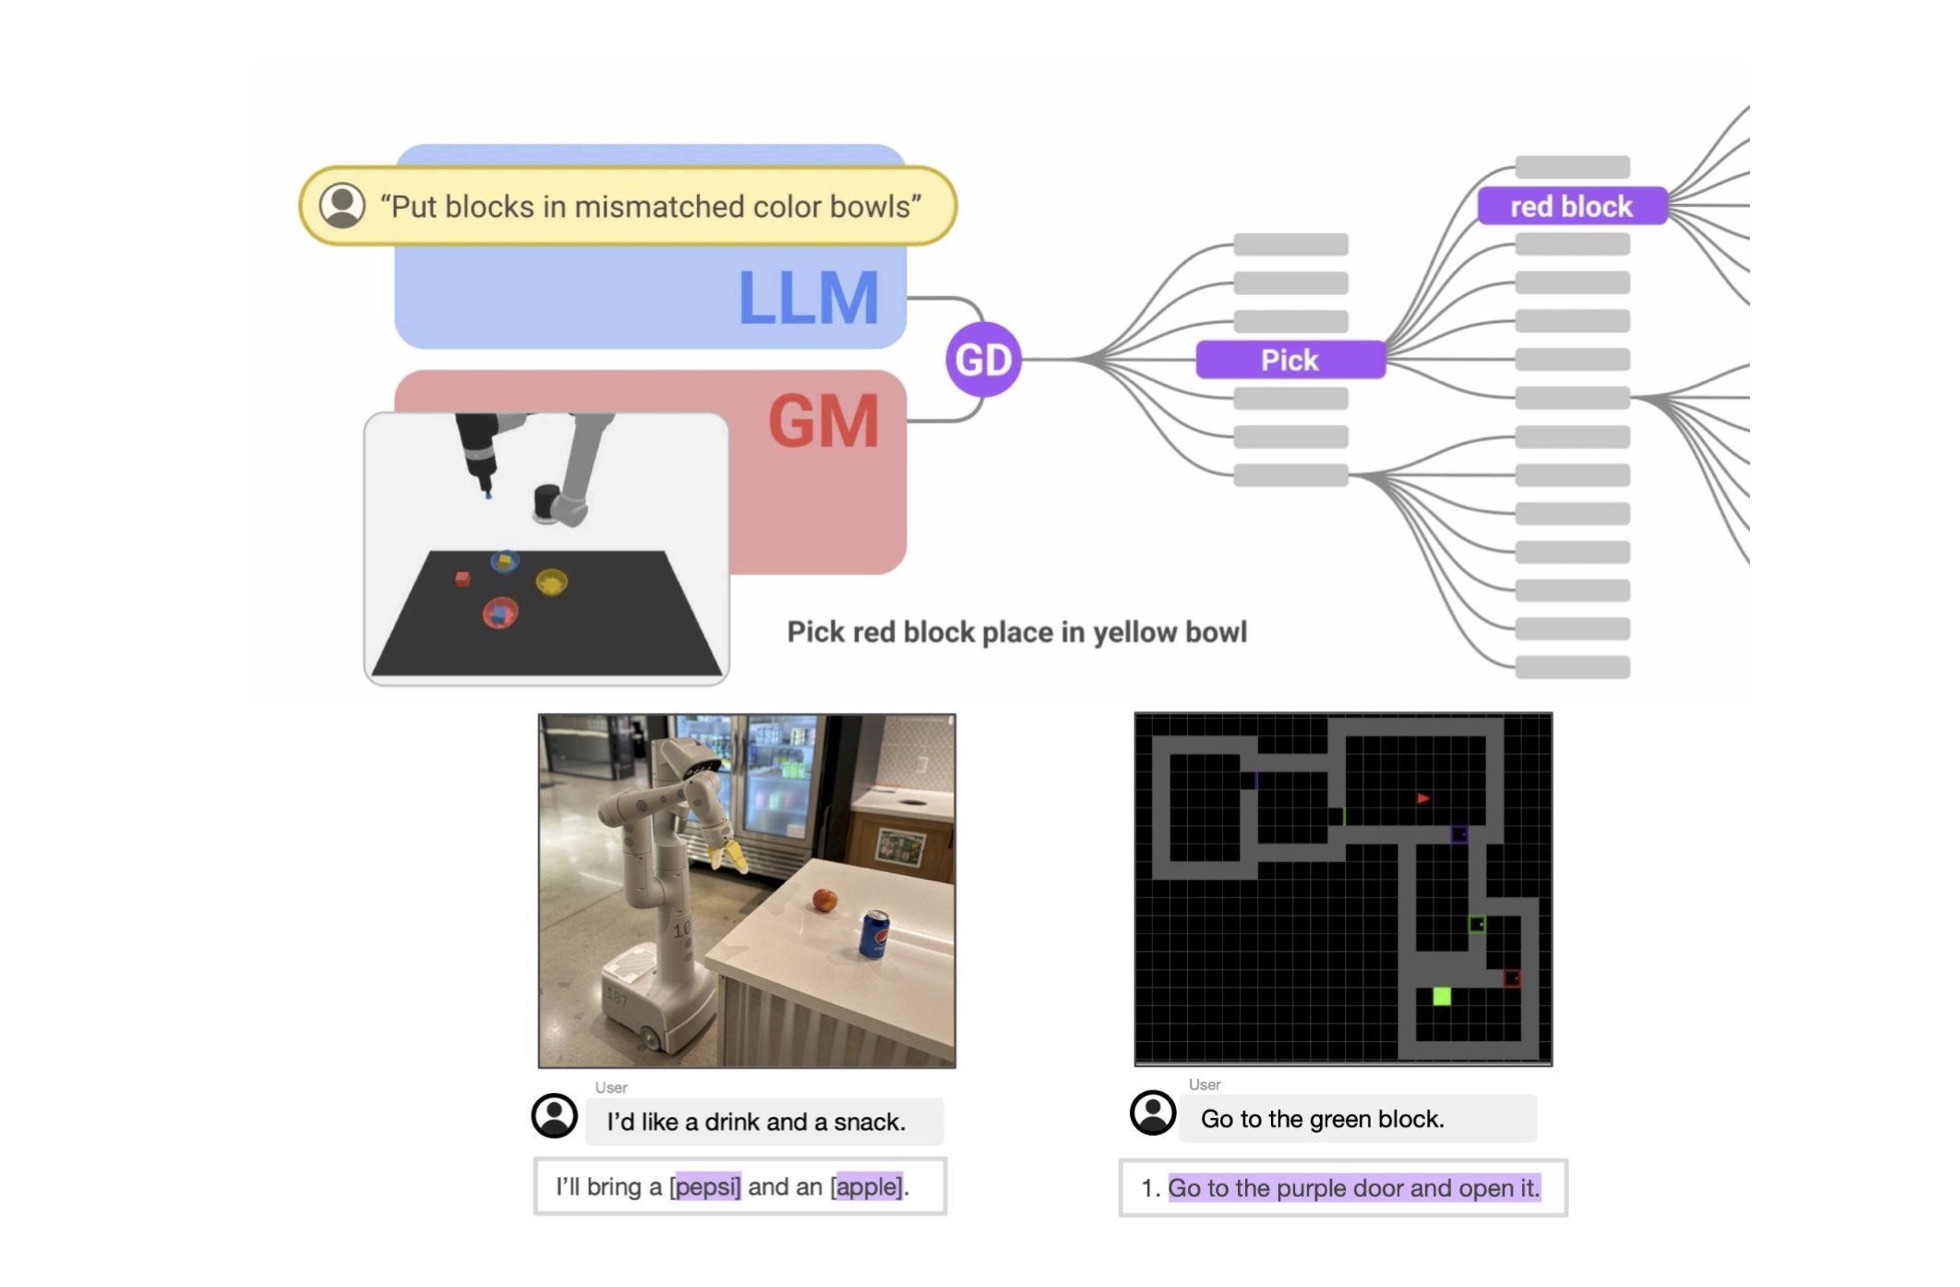 “Put blocks in mismatched color bowls”
LLM
GM
GD
Pick
red block
Pick red block place in yellow bowl
10
187
User
I’d like a drink and a snack.
I’ll bring a [pepsi] and an [apple].
User
Go to the green block.
1. Go to the purple door and open it.